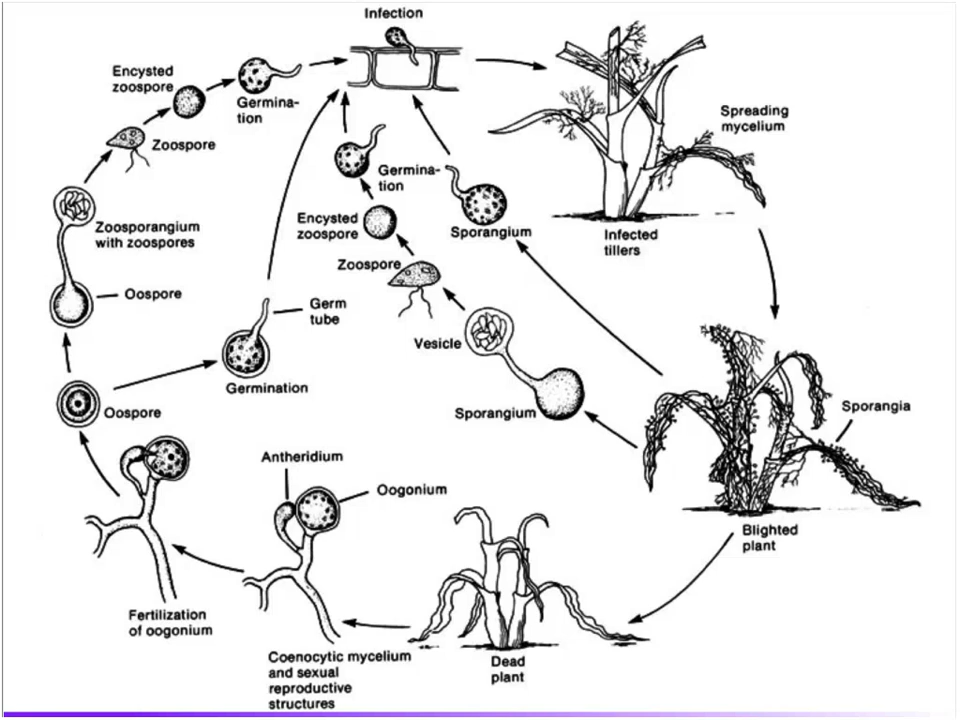 Infection
Encysted
zoospore
Germina-
tion
Zoospore
Zoosporangium
with zoospores
Oospore
Oospore
Germ
tube
Germination
Germina-
tion
Encysted
zoospore
Zoospore
Vesicle
Sporangium
Sporangium
Spreading
mycelium
Infected
tillers
Sporangia
Blighted
plant
Dead
plant
Antheridium
Oogonium
Coenocytic mycelium
and sexual
reproductive
structures
Fertilization
of oogonium